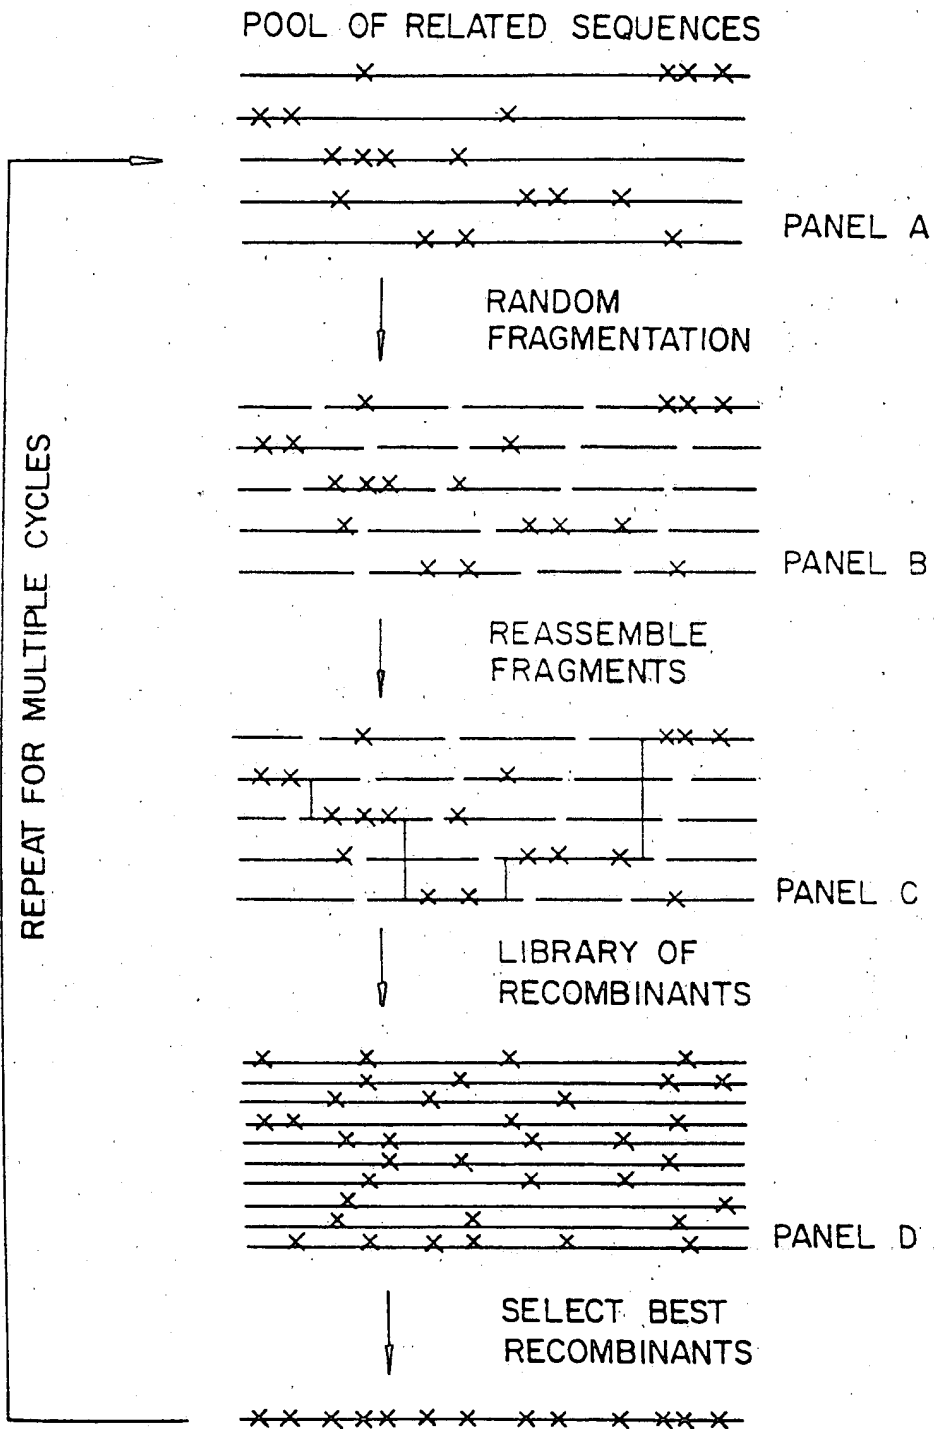 POOL OF RELATED SEQUENCES
PANEL A
RANDOM
FRAGMENTATION
PANEL B
REASSEMBLE
FRAGMENTS
PANEL C
LIBRARY OF
RECOMBINANTS
PANEL D
SELECT BEST
RECOMBINANTS
REPEAT FOR MULTIPLE CYCLES